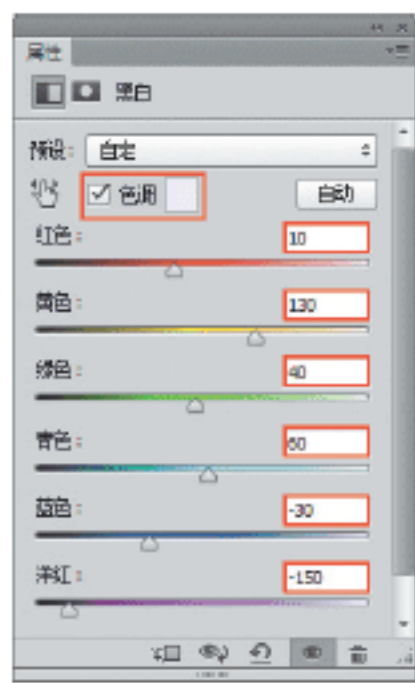 属性
黑白
预设: 自定
色调 自动
红色: 10
黄色: 130
绿色: 40
青色: 60
蓝色: -30
洋红: -150